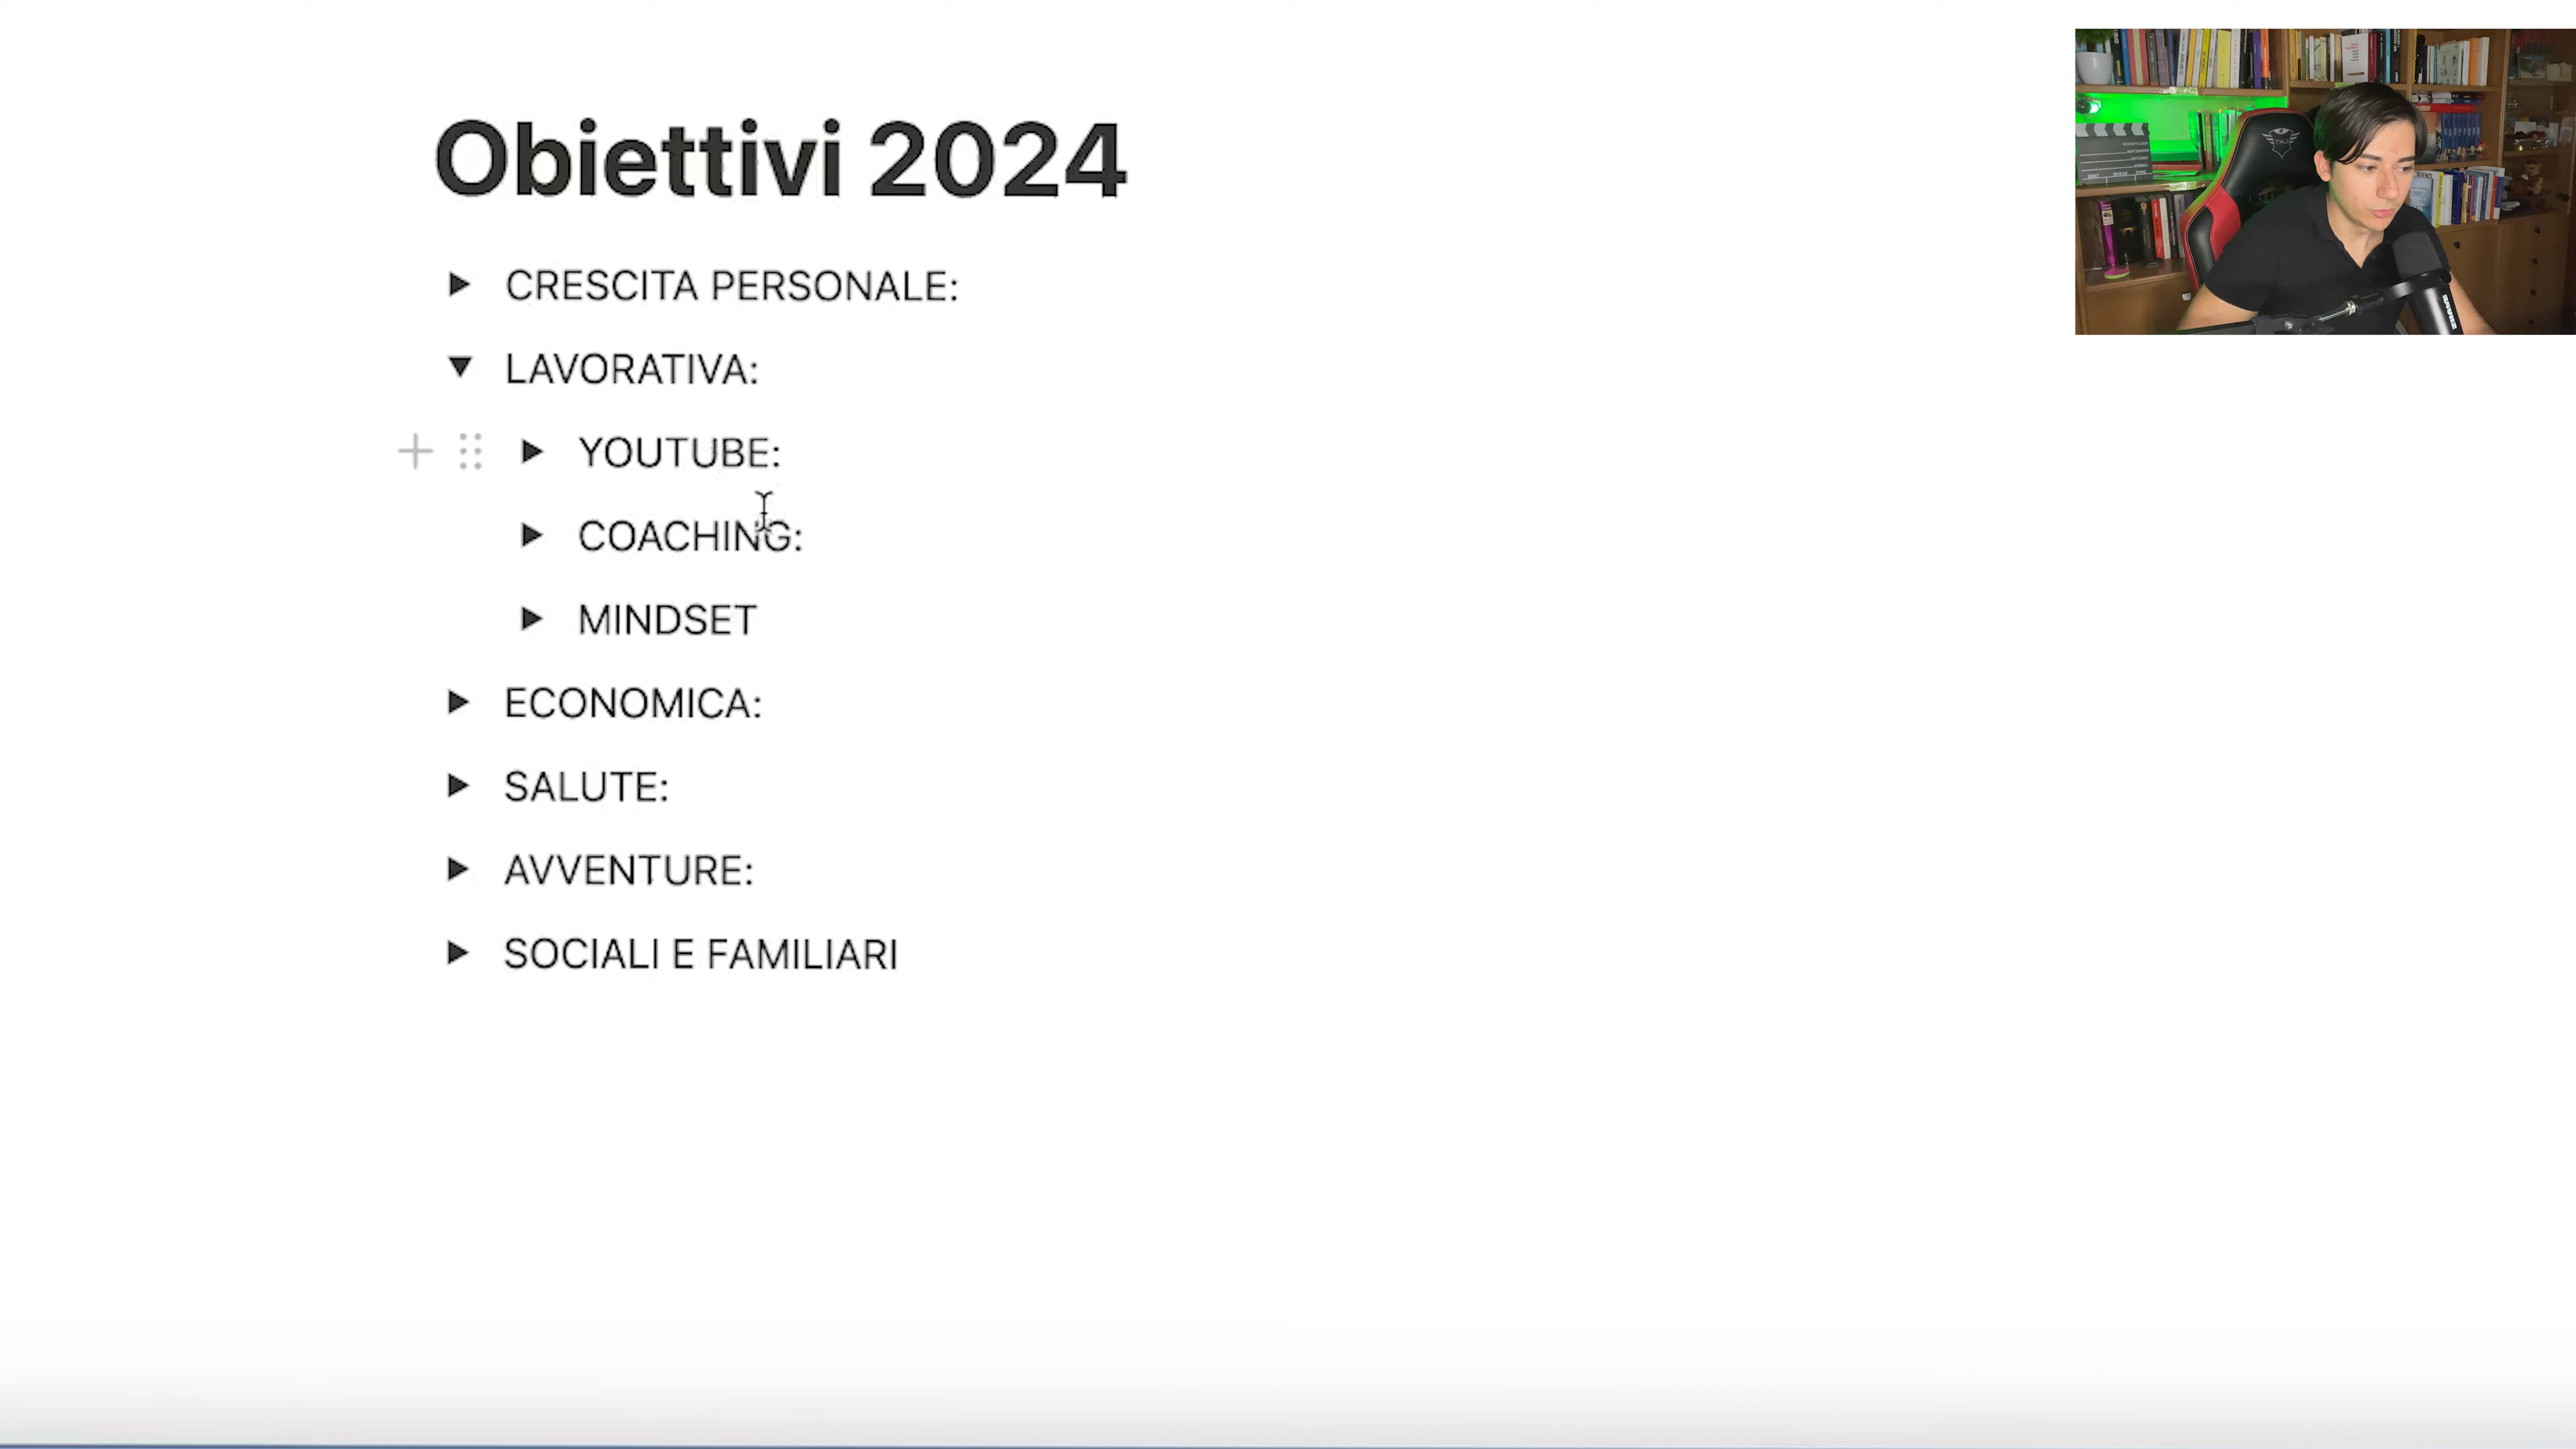 Obiettivi 2024
CRESCITA PERSONALE:
LAVORATIVA:
YOUTUBE:
COACHING:
MINDSET
ECONOMICA:
SALUTE:
AVVENTURE:
SOCIALI E FAMILIARI